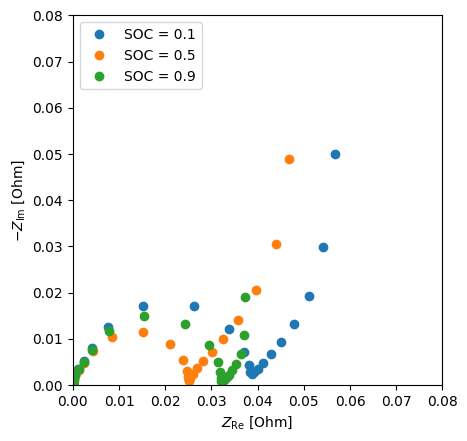 SOC = 0.1
SOC = 0.5
SOC = 0.9
0.08
0.07
0.06
0.05
0.04
0.03
0.02
0.01
0.00
-Z_Im [Ohm]
0.00 0.01 0.02 0.03 0.04 0.05 0.06 0.07 0.08
Z_Re [Ohm]